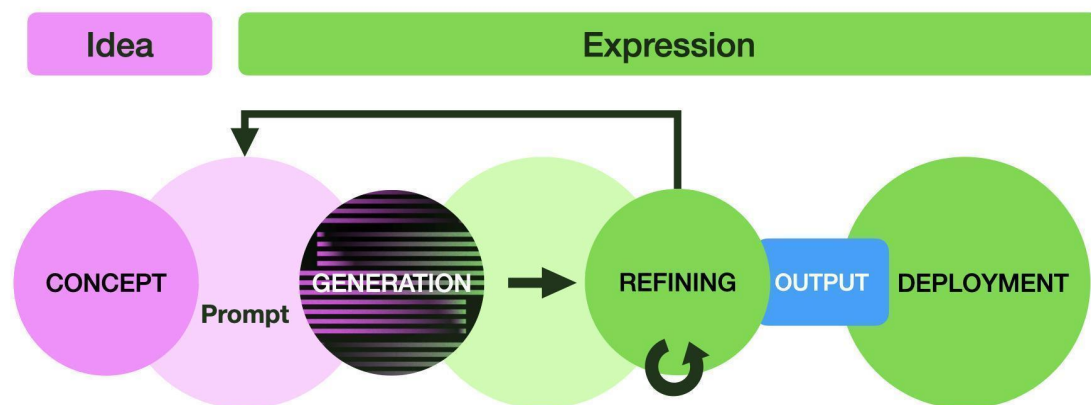 Idea
Expression
CONCEPT
Prompt
GENERATION
REFINING
OUTPUT
DEPLOYMENT